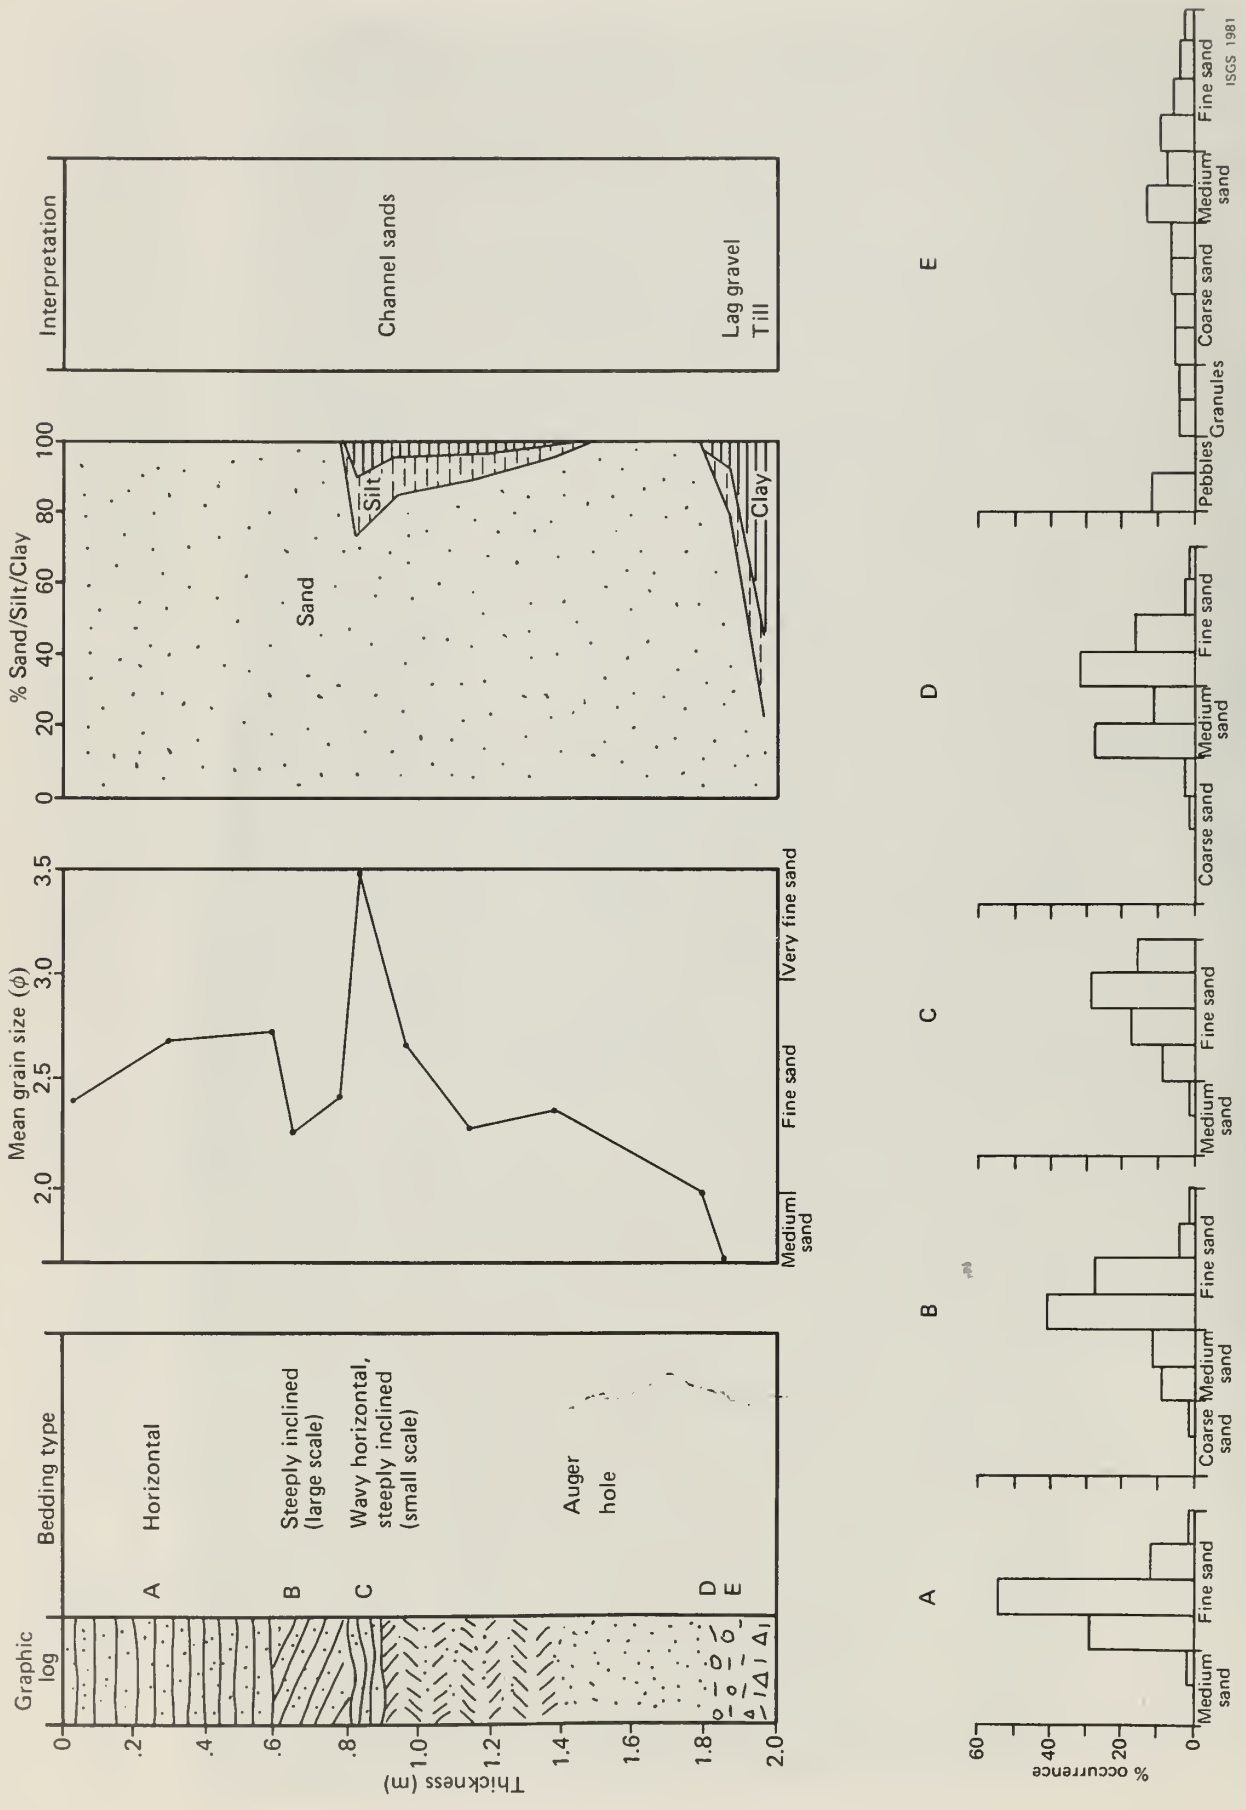 Graphic
log
Bedding type
Mean grain size (ϕ)
% Sand/Silt/Clay
Interpretation
2.0
2.5
3.0
3.5
0
20
40
60
80
100
0
.2
.4
.6
.8
1.0
1.2
1.4
1.6
1.8
2.0
Thickness (m)
A
Horizontal
B
Steeply inclined
(large scale)
C
Wavy horizontal,
steeply inclined
(small scale)
Auger
hole
D
E
Medium
sand
Fine sand
Very fine sand
Sand
Silt
Clay
Channel sands
Lag gravel
Till
% occurrence
60
40
20
0
A
Medium
sand
Fine sand
B
Coarse
sand
Medium
sand
Fine sand
C
Medium
sand
Fine sand
D
Coarse sand
Medium
sand
Fine sand
E
Pebbles
Granules
Coarse sand
Medium
sand
Fine sand
ISGS 1981